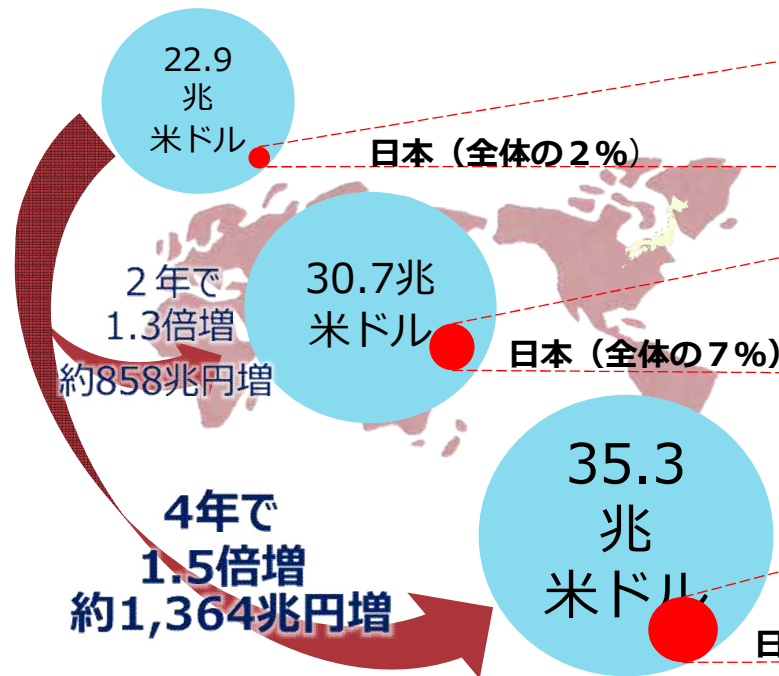 22.9
兆
米ドル
日本（全体の２%）
２年で
1.3倍増
約858兆円増
30.7兆
米ドル
日本（全体の７%）
35.3
兆
米ドル
4年で
1.5倍増
約1,364兆円増
日